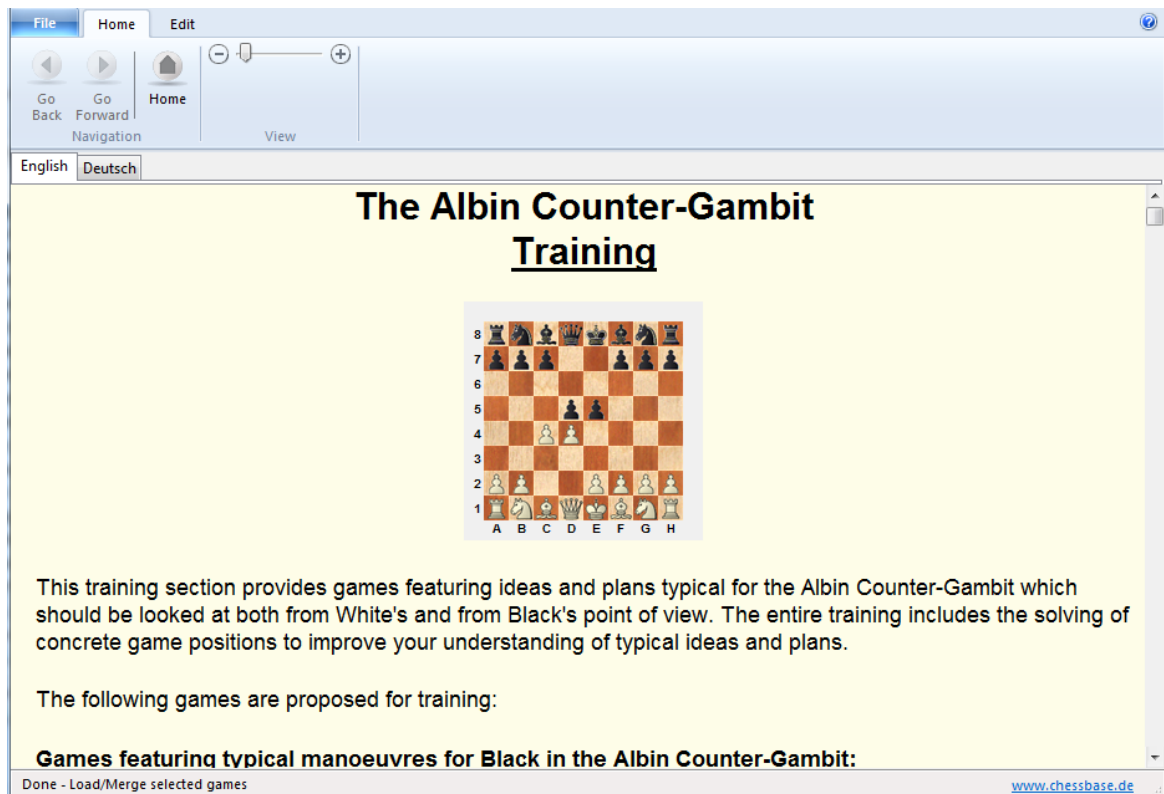 File Home Edit
Go Back
Go Forward
Home
Navigation
View
English Deutsch
The Albin Counter-Gambit
Training
8
7
6
5
4
3
2
1
A B C D E F G H
This training section provides games featuring ideas and plans typical for the Albin Counter-Gambit which
should be looked at both from White's and from Black's point of view. The entire training includes the solving of
concrete game positions to improve your understanding of typical ideas and plans.
The following games are proposed for training:
Games featuring typical manoeuvres for Black in the Albin Counter-Gambit:
Done - Load/Merge selected games www.chessbase.de